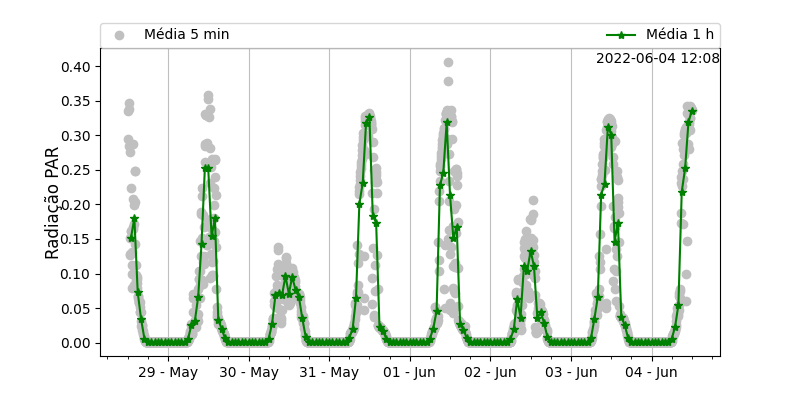 Média 5 min
Média 1 h
2022-06-04 12:08
Radiação PAR
0.40
0.35
0.30
0.25
0.20
0.15
0.10
0.05
0.00
29 - May
30 - May
31 - May
01 - Jun
02 - Jun
03 - Jun
04 - Jun